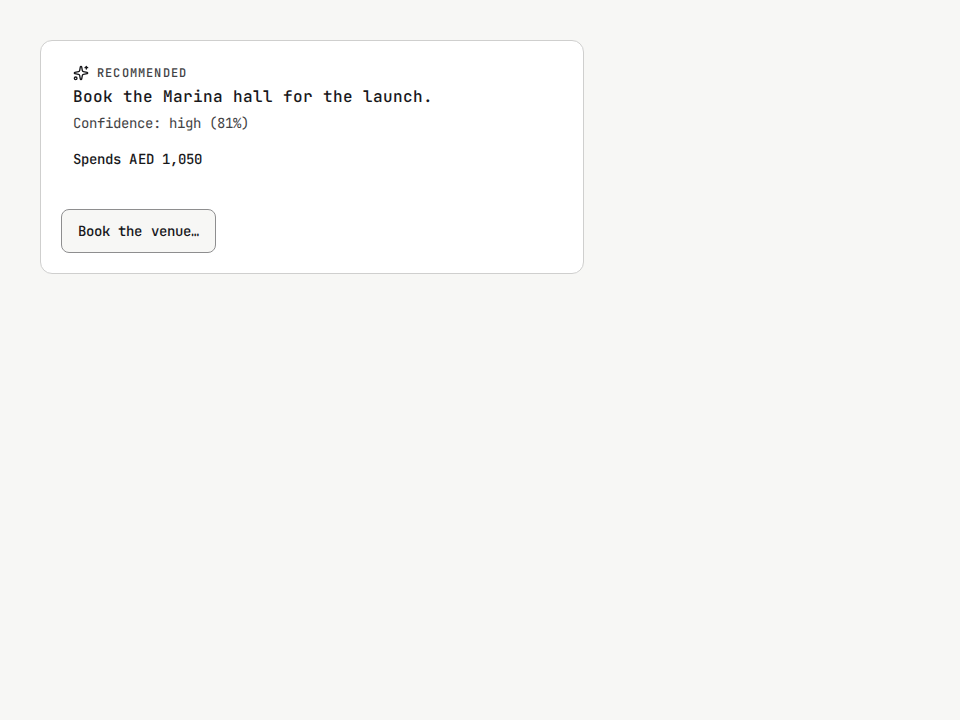 RECOMMENDED
Book the Marina hall for the launch.
Confidence: high (81%)
Spends AED 1,050
Book the venue…